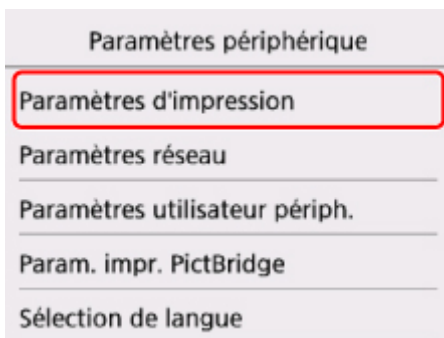 Paramètres périphérique
Paramètres d'impression
Paramètres réseau
Paramètres utilisateur périph.
Param. impr. PictBridge
Sélection de langue